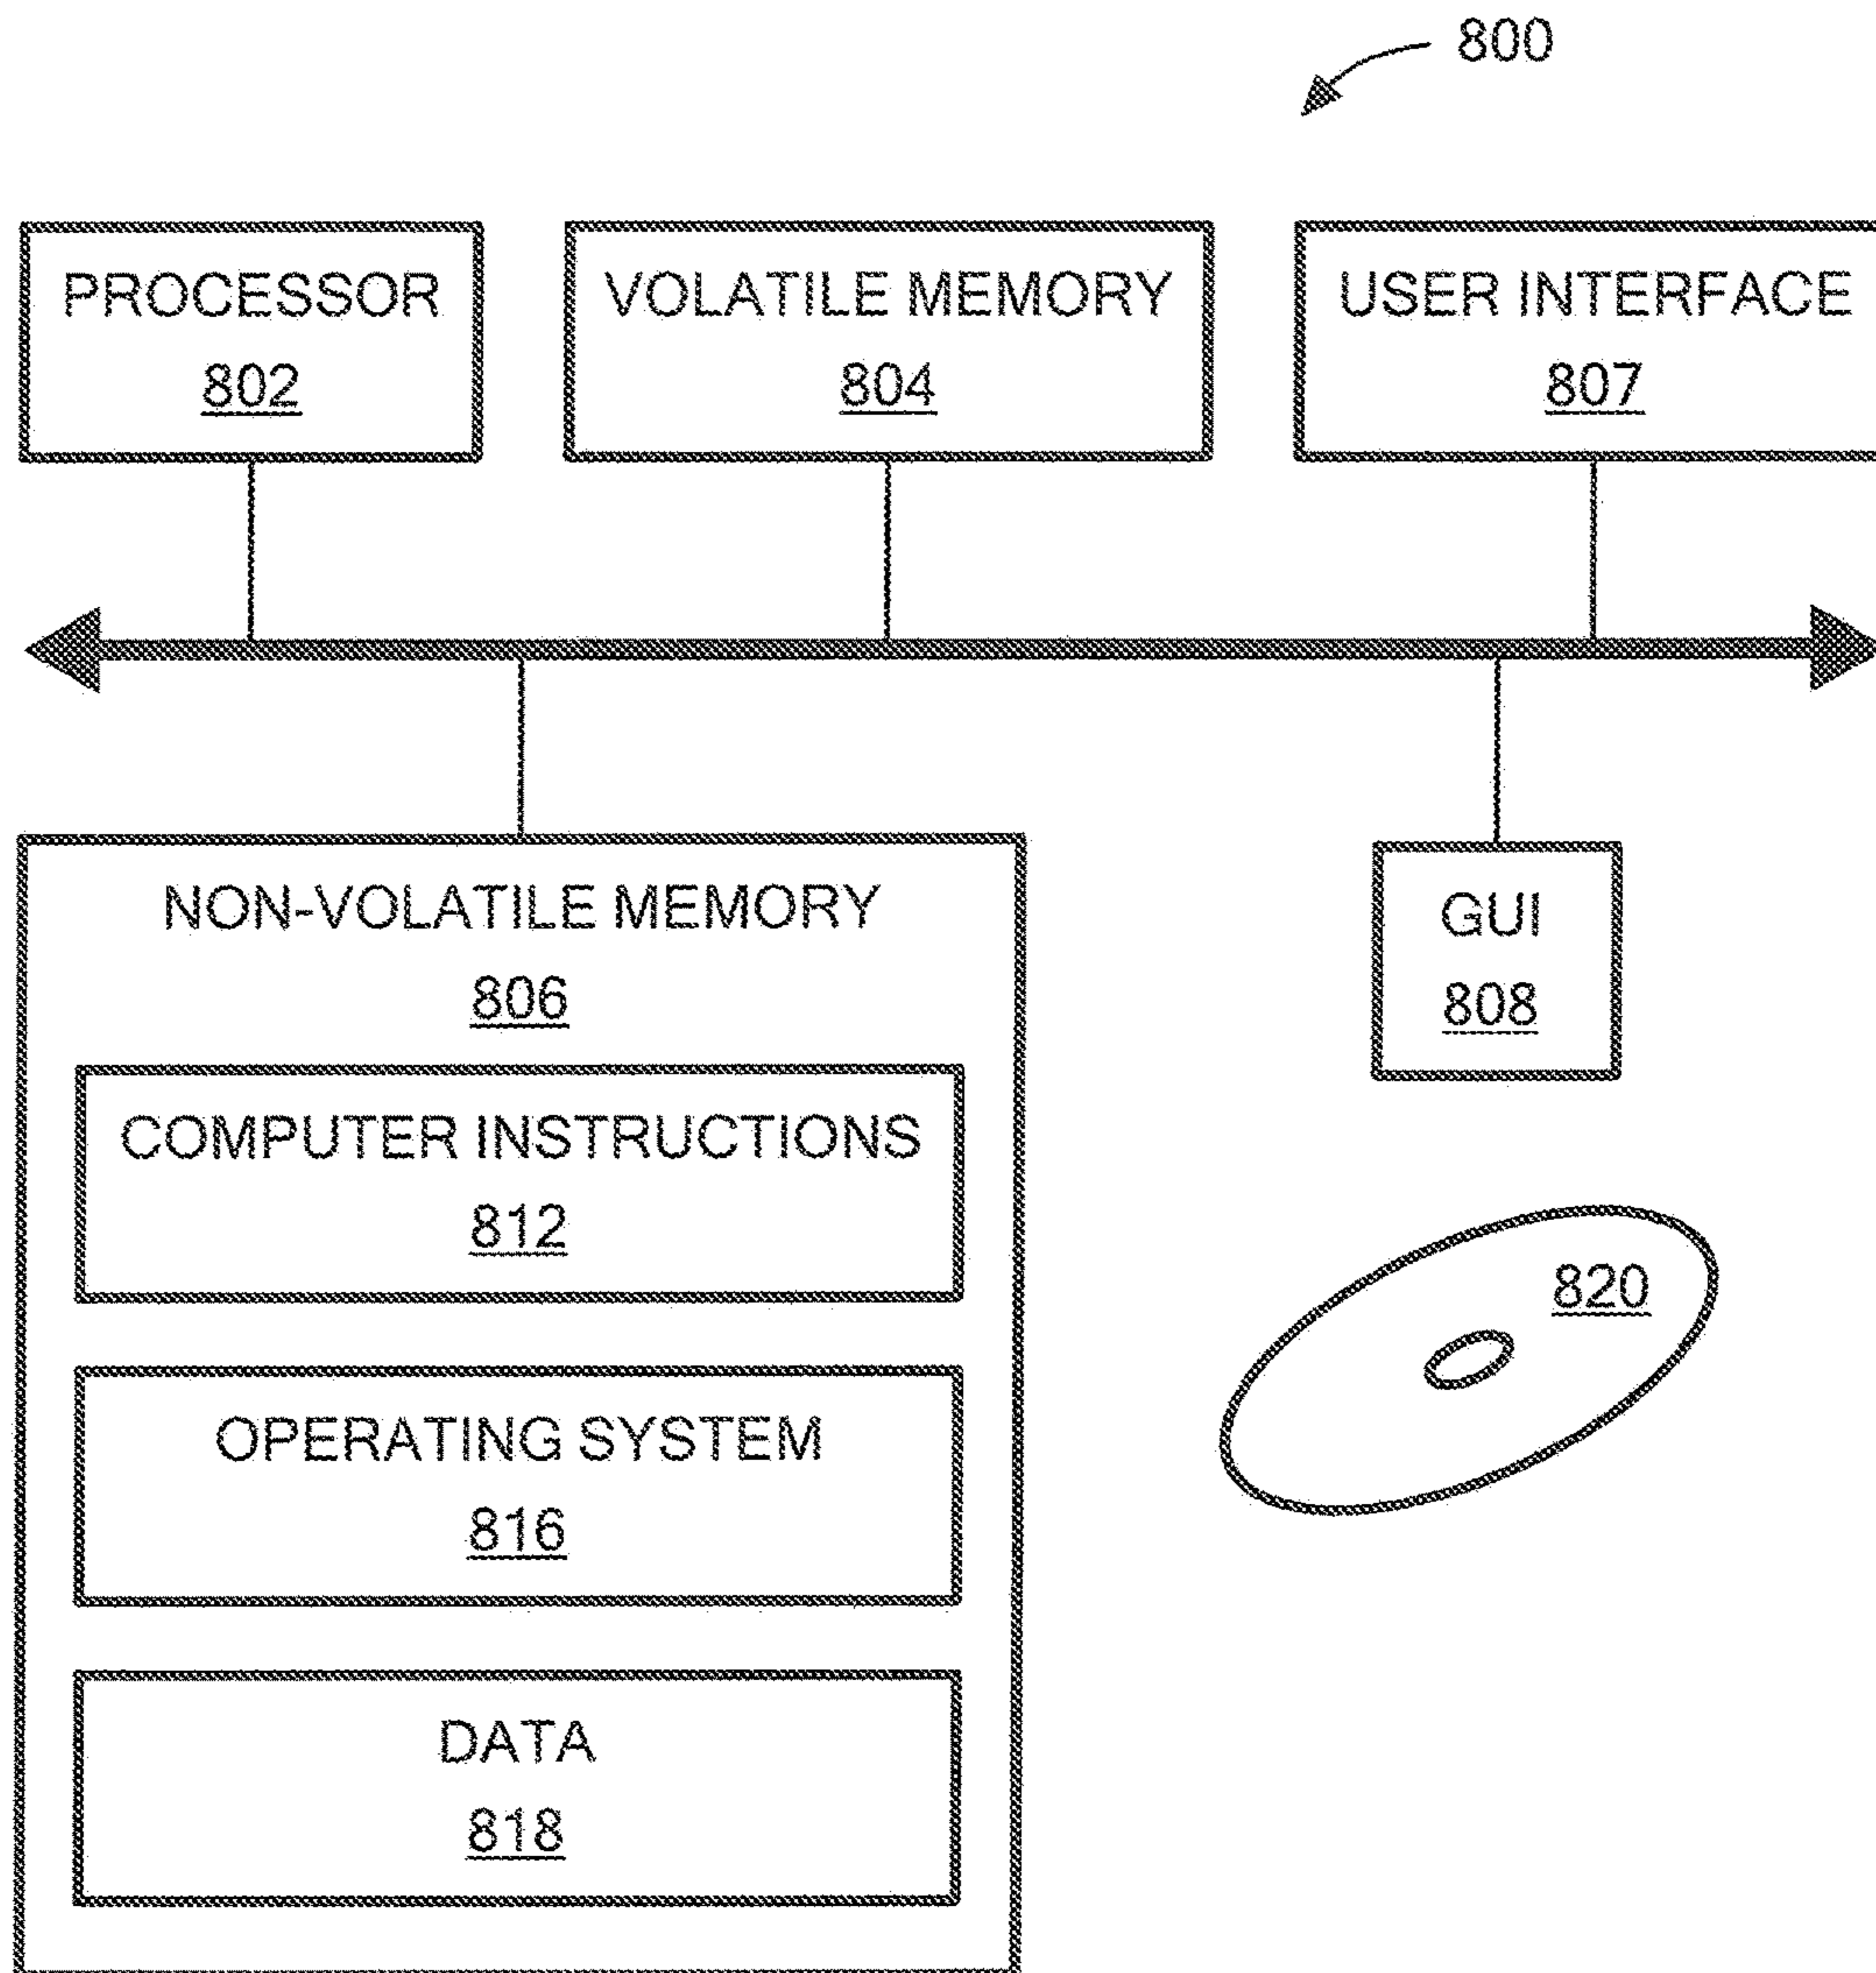 800
PROCESSOR
802
VOLATILE MEMORY
804
USER INTERFACE
807
NON-VOLATILE MEMORY
806
GUI
808
COMPUTER INSTRUCTIONS
812
820
OPERATING SYSTEM
816
DATA
818